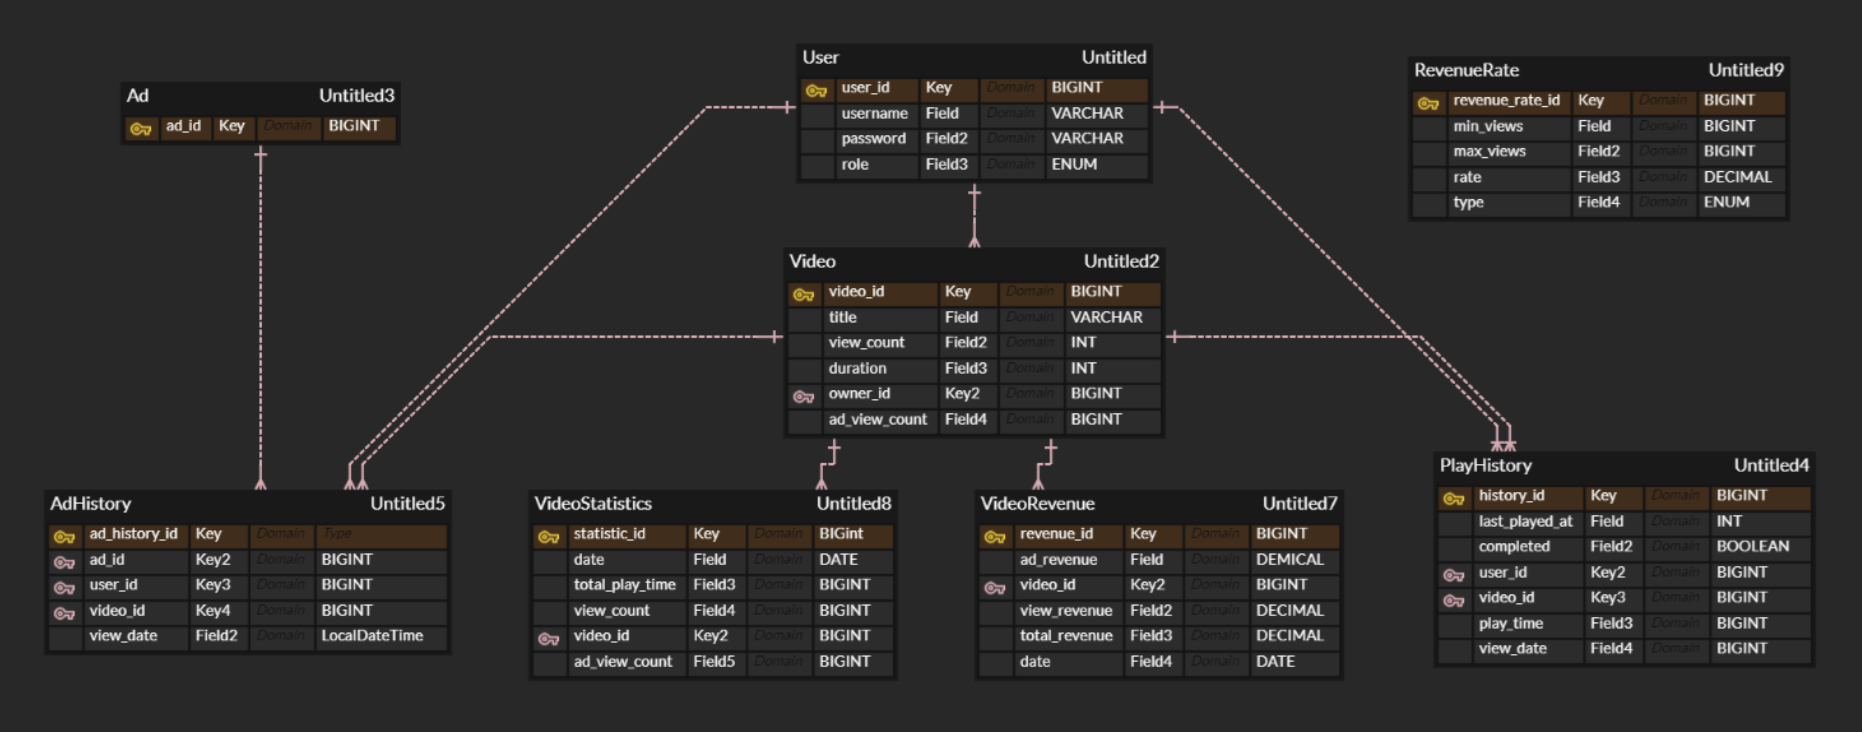 User Untitled
user_id Key Domain BIGINT
username Field Domain VARCHAR
password Field2 Domain VARCHAR
role Field3 Domain ENUM
RevenueRate Untitled9
revenue_rate_id Key Domain BIGINT
min_views Field Domain BIGINT
max_views Field2 Domain BIGINT
rate Field3 Domain DECIMAL
type Field4 Domain ENUM
Ad Untitled3
ad_id Key Domain BIGINT
Video Untitled2
video_id Key Domain BIGINT
title Field Domain VARCHAR
view_count Field2 Domain INT
duration Field3 Domain INT
owner_id Key2 Domain BIGINT
ad_view_count Field4 Domain BIGINT
AdHistory Untitled5
ad_history_id Key Domain Type
ad_id Key2 Domain BIGINT
user_id Key3 Domain BIGINT
video_id Key4 Domain BIGINT
view_date Field2 Domain LocalDateTime
VideoStatistics Untitled8
statistic_id Key Domain BIGint
date Field Domain DATE
total_play_time Field3 Domain BIGINT
view_count Field4 Domain BIGINT
video_id Key2 Domain BIGINT
ad_view_count Field5 Domain BIGINT
VideoRevenue Untitled7
revenue_id Key Domain BIGINT
ad_revenue Field Domain DEMICAL
video_id Key2 Domain BIGINT
view_revenue Field2 Domain DECIMAL
total_revenue Field3 Domain DECIMAL
date Field4 Domain DATE
PlayHistory Untitled4
history_id Key Domain BIGINT
last_played_at Field Domain INT
completed Field2 Domain BOOLEAN
user_id Key2 Domain BIGINT
video_id Key3 Domain BIGINT
play_time Field3 Domain BIGINT
view_date Field4 Domain BIGINT